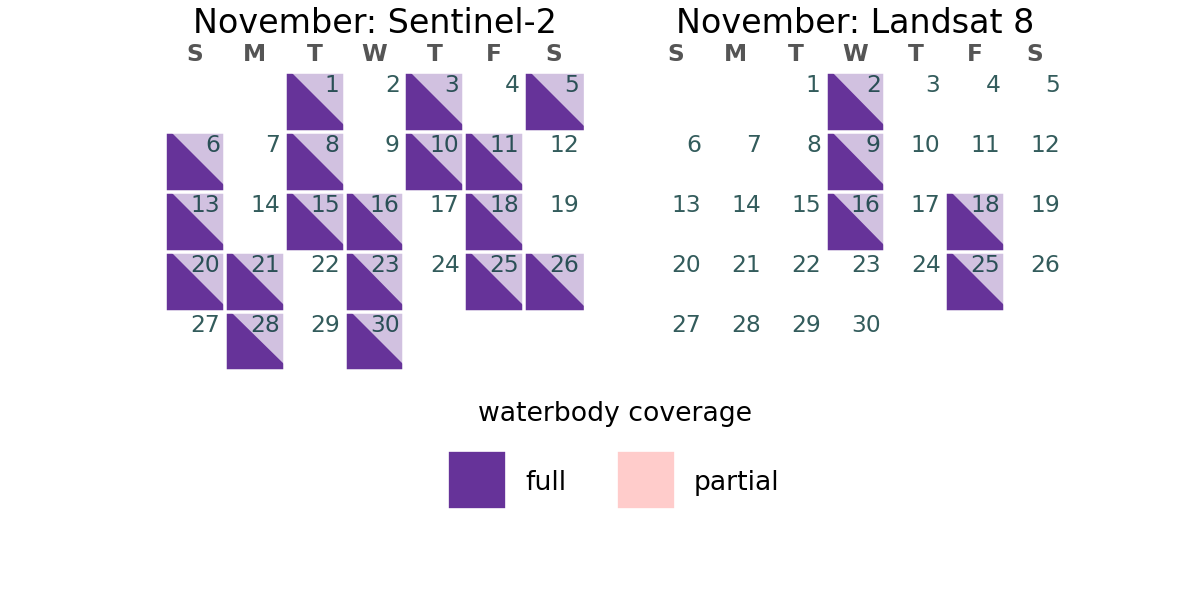 November: Sentinel-2
S M T W T F S
1 2 3 4 5
6 7 8 9 10 11 12
13 14 15 16 17 18 19
20 21 22 23 24 25 26
27 28 29 30
November: Landsat 8
S M T W T F S
1 2 3 4 5
6 7 8 9 10 11 12
13 14 15 16 17 18 19
20 21 22 23 24 25 26
27 28 29 30
waterbody coverage
full partial